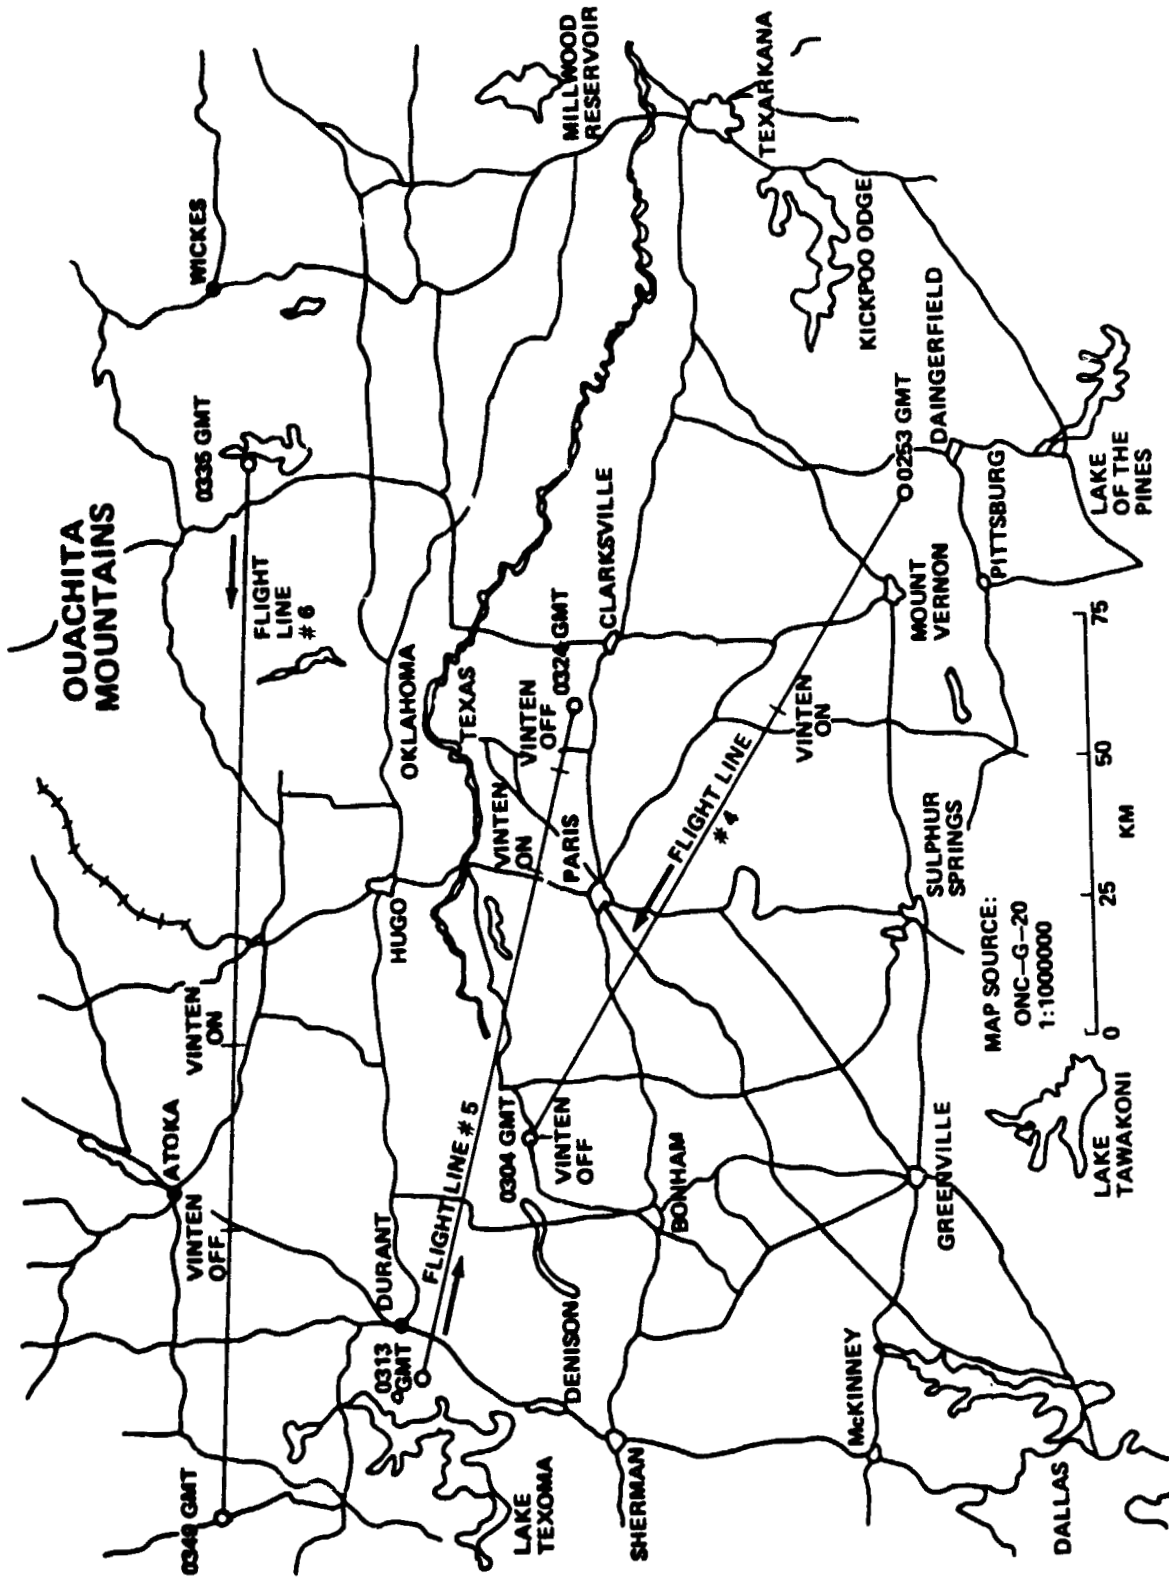 OUACHITA
MOUNTAINS
WICKES
MILLWOOD
RESERVOIR
TEXARKANA
KICKPOO ODGE
0335 GMT
FLIGHT
LINE
#6
DAINGERFIELD
0253 GMT
PITTSBURG
LAKE
OF THE
PINES
CLARKSVILLE
MOUNT
VERNON
OKLAHOMA
TEXAS
VINTEN
OFF
0324 GMT
VINTEN
ON
FLIGHT LINE
#4
VINTEN
ON
PARIS
HUGO
SULPHUR
SPRINGS
MAP SOURCE:
ONC-G-20
1:1000000
0
25
50
75
KM
VINTEN
ON
ATOKA
VINTEN
OFF
DURANT
FLIGHT LINE #5
0304 GMT
VINTEN
OFF
BONHAM
GREENVILLE
LAKE
TAWAKONI
0313
GMT
DENISON
McKINNEY
0349 GMT
LAKE
TEXOMA
SHERMAN
DALLAS